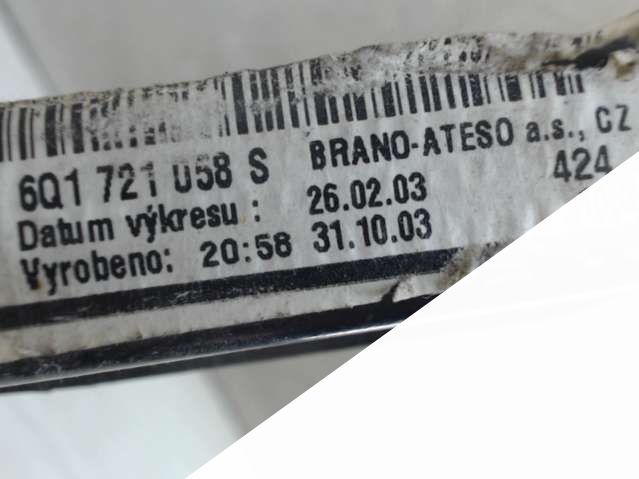 6Q1 721 058 S BRANO-ATESO a.s., CZ
Datum výkresu : 26.02.03 424
Vyrobeno: 20:58 31.10.03